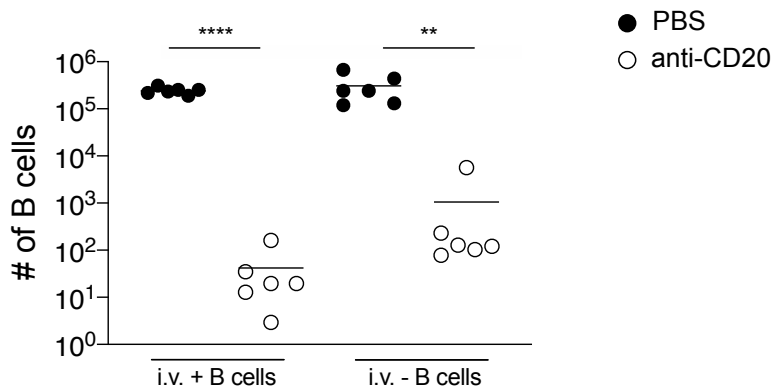 **** **
PBS
anti-CD20
# of B cells
10⁶
10⁵
10⁴
10³
10²
10¹
10⁰
i.v. + B cells i.v. - B cells